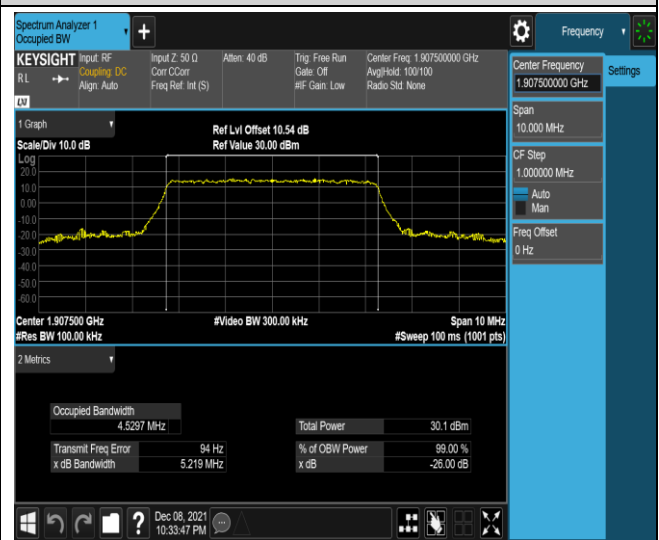 Spectrum Analyzer 1
Occupied BW
+
Frequency
KEYSIGHT
RL
Input: RF
Coupling: DC
Align: Auto
Input Z: 50 Ω
Corr CCorr
Freq Ref: Int (S)
Atten: 40 dB
Trig: Free Run
Gate: Off
#IF Gain: Low
Center Freq: 1.907500000 GHz
Avg|Hold: 100/100
Radio Std: None
LXI
1 Graph
Scale/Div 10.0 dB
Ref Lvl Offset 10.54 dB
Ref Value 30.00 dBm
Log
20.0
10.0
0.00
-10.0
-20.0
-30.0
-40.0
-50.0
-60.0
Center 1.907500 GHz
#Res BW 100.00 kHz
#Video BW 300.00 kHz
Span 10 MHz
#Sweep 100 ms (1001 pts)
2 Metrics
Occupied Bandwidth
4.5297 MHz
Transmit Freq Error 94 Hz
x dB Bandwidth 5.219 MHz
Total Power 30.1 dBm
% of OBW Power 99.00 %
x dB -26.00 dB
Center Frequency
1.907500000 GHz
Settings
Span
10.000 MHz
CF Step
1.000000 MHz
Auto
Man
Freq Offset
0 Hz
?
Dec 08, 2021
10:33:47 PM